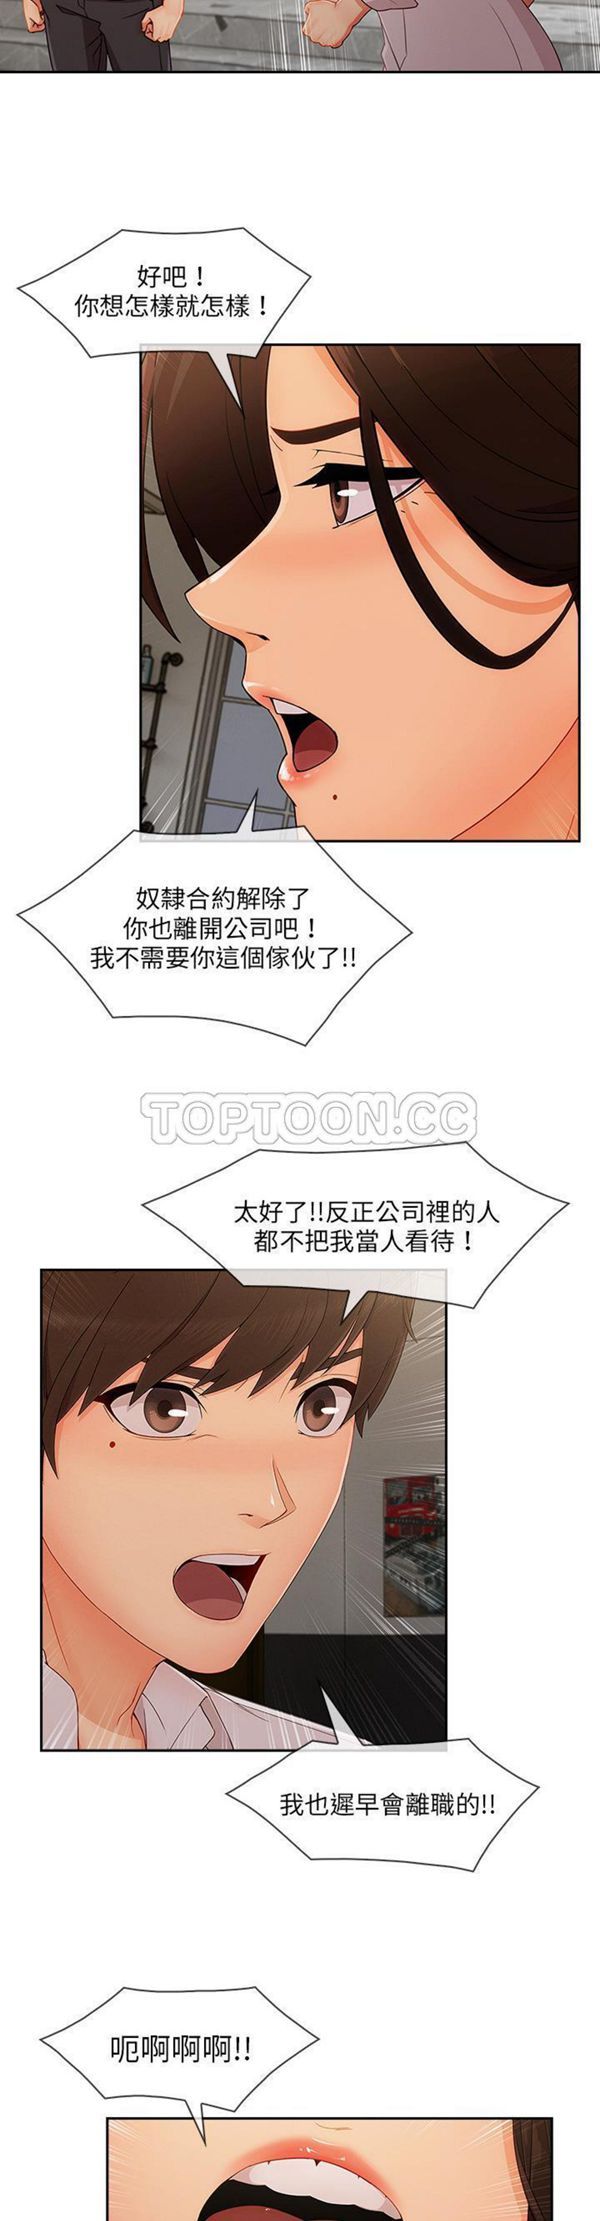 好吧！
你想怎樣就怎樣！
奴隸合約解除了
你也離開公司吧！
我不需要你這個傢伙了!!
TOPTOON.CC
太好了!!反正公司裡的人
都不把我當人看待！
我也遲早會離職的!!
呃啊啊啊!!